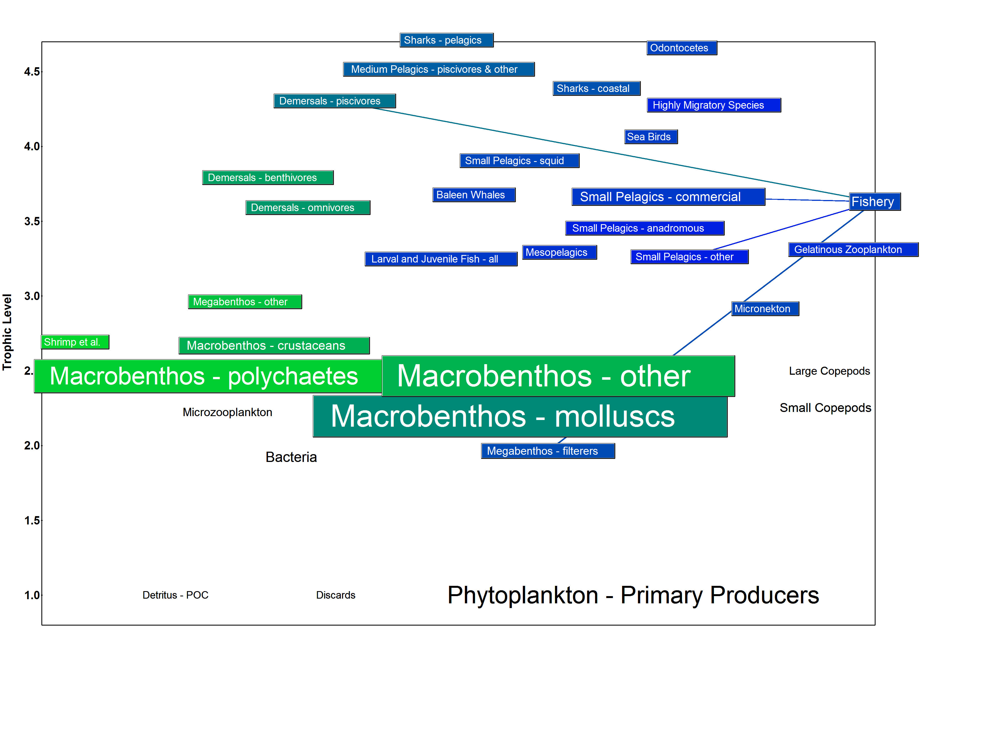 Sharks - pelagics
Odontocetes
Medium Pelagics - piscivores & other
4.5
Sharks - coastal
Demersals - piscivores
Highly Migratory Species
Sea Birds
4.0
Small Pelagics - squid
Demersals - benthivores
Baleen Whales
Small Pelagics - commercial
Fishery
Demersals - omnivores
3.5
Small Pelagics - anadromous
Gelatinous Zooplankton
Mesopelagics
Small Pelagics - other
Larval and Juvenile Fish - all
3.0
Megabenthos - other
Micronekton
Trophic Level
Shrimp et al.
Macrobenthos - crustaceans
2.
Macrobenthos - polychaetes
Macrobenthos - other
Large Copepods
Small Copepods
Microzooplankton
Macrobenthos - molluscs
2.0
Megabenthos - filterers
Bacteria
1.5
1.0
Detritus - POC
Discards
Phytoplankton - Primary Producers